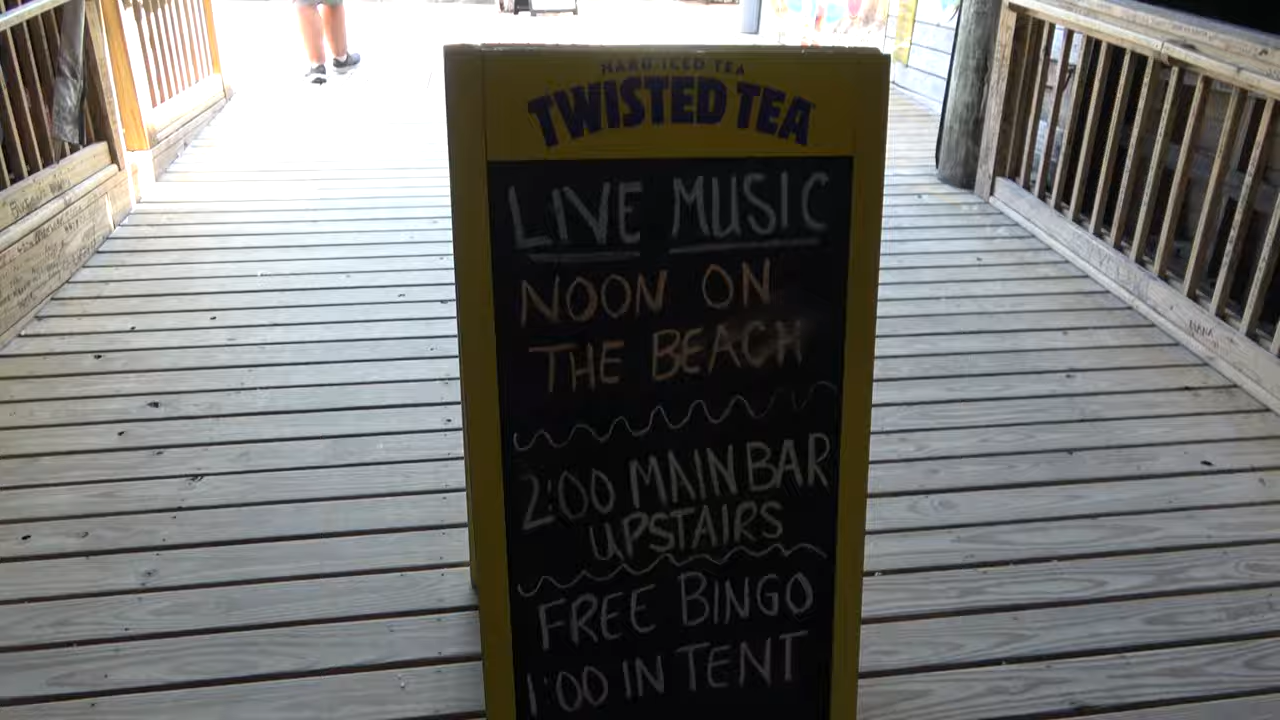 HARD ICED TEA
TWISTED TEA
LIVE MUSIC
NOON ON
THE BEACH
2:00 MAIN BAR
UPSTAIRS
FREE BINGO
1:00 IN TENT